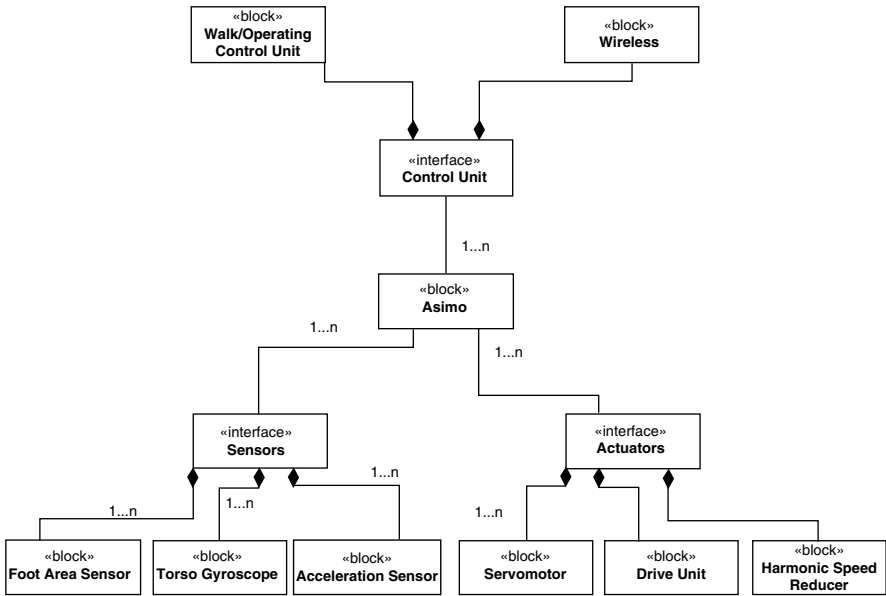 «block»
Walk/Operating
Control Unit
«block»
Wireless
«interface»
Control Unit
1...n
«block»
Asimo
1...n
1...n
«interface»
Sensors
«interface»
Actuators
1...n
1...n
1...n
1...n
«block»
Foot Area Sensor
«block»
Torso Gyroscope
«block»
Acceleration Sensor
«block»
Servomotor
«block»
Drive Unit
«block»
Harmonic Speed
Reducer